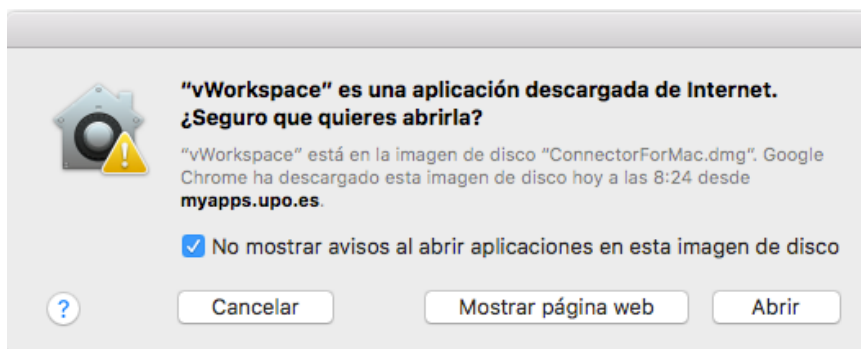 “vWorkspace” es una aplicación descargada de Internet.
¿Seguro que quieres abrirla?
“vWorkspace” está en la imagen de disco “ConnectorForMac.dmg”. Google
Chrome ha descargado esta imagen de disco hoy a las 8:24 desde
myapps.upo.es.
No mostrar avisos al abrir aplicaciones en esta imagen de disco
? Cancelar Mostrar página web Abrir